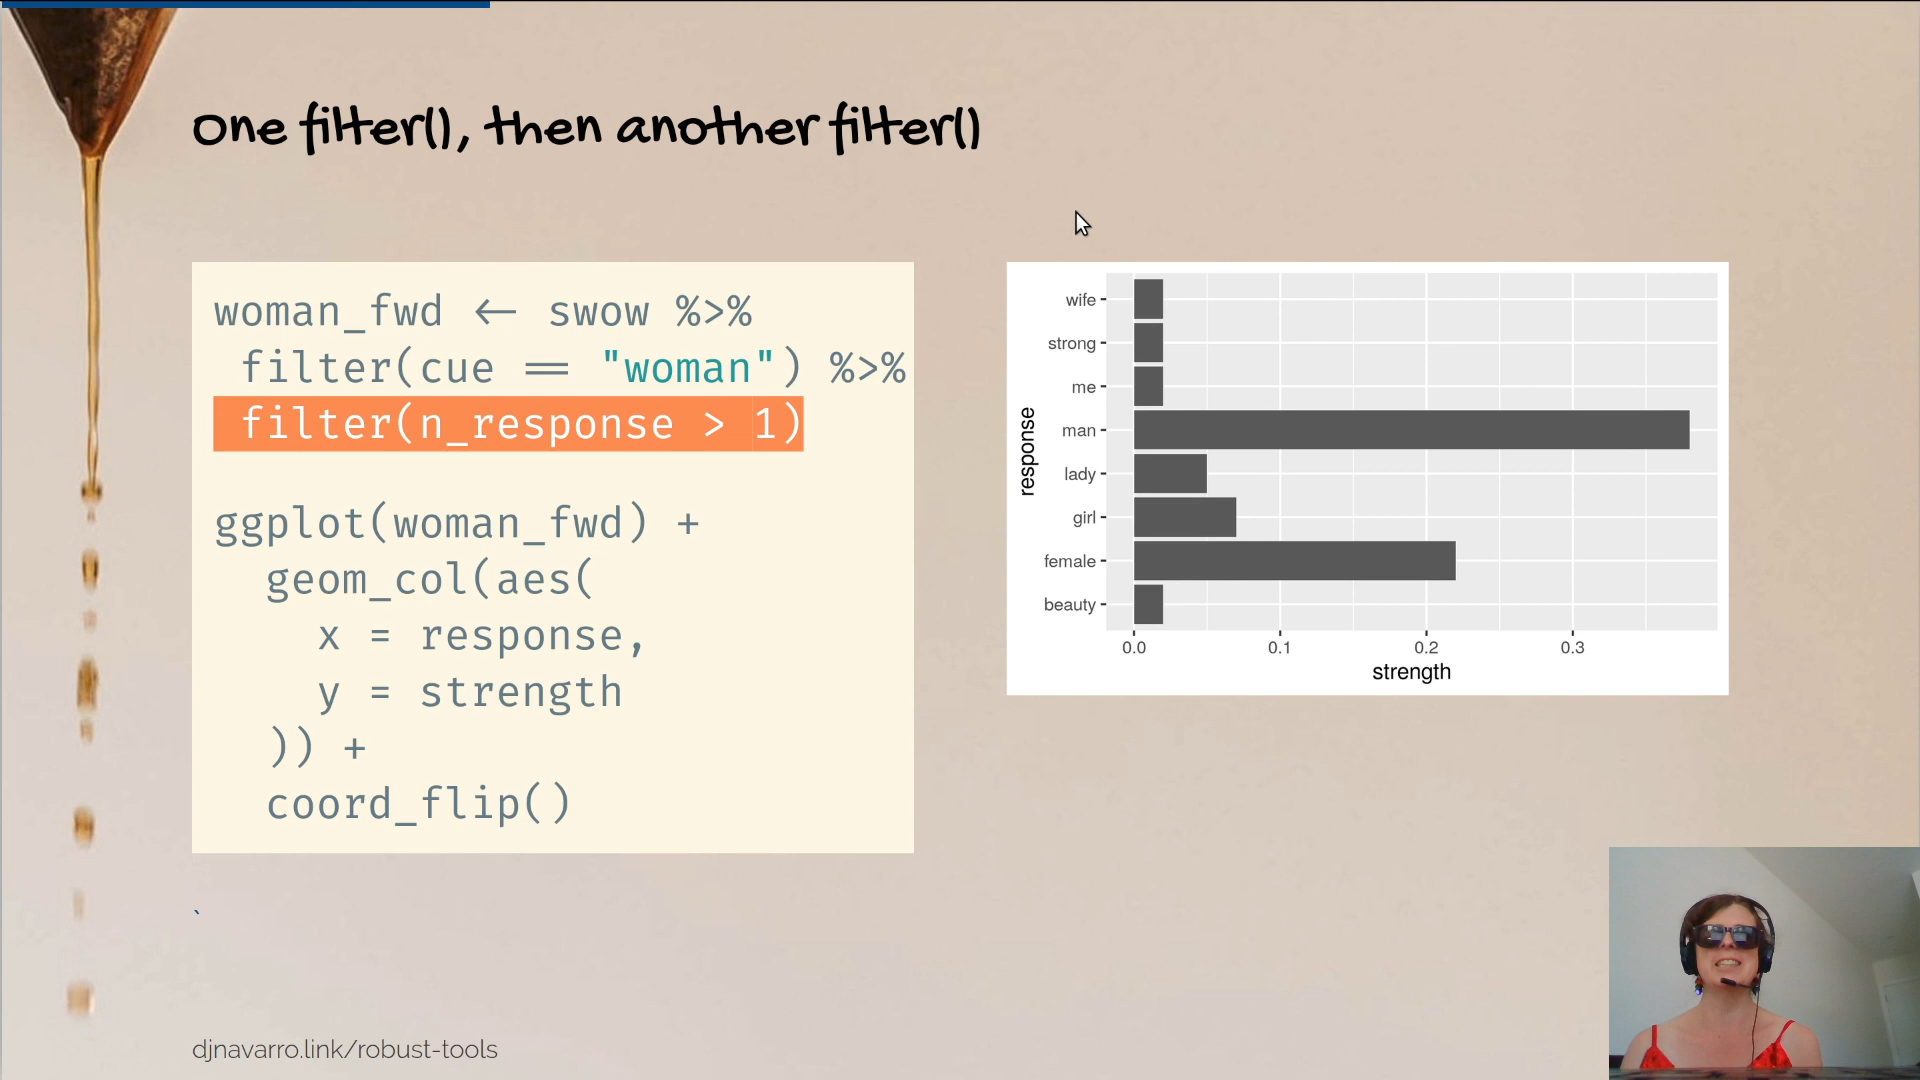 One filter(), then another filter()
woman_fwd <- swow %>%
 filter(cue == "woman") %>%
 filter(n_response > 1)
ggplot(woman_fwd) +
  geom_col(aes(
    x = response,
    y = strength
  )) +
  coord_flip()
`
response
wife
strong
me
man
lady
girl
female
beauty
0.0 0.1 0.2 0.3
strength
djnavarro.link/robust-tools